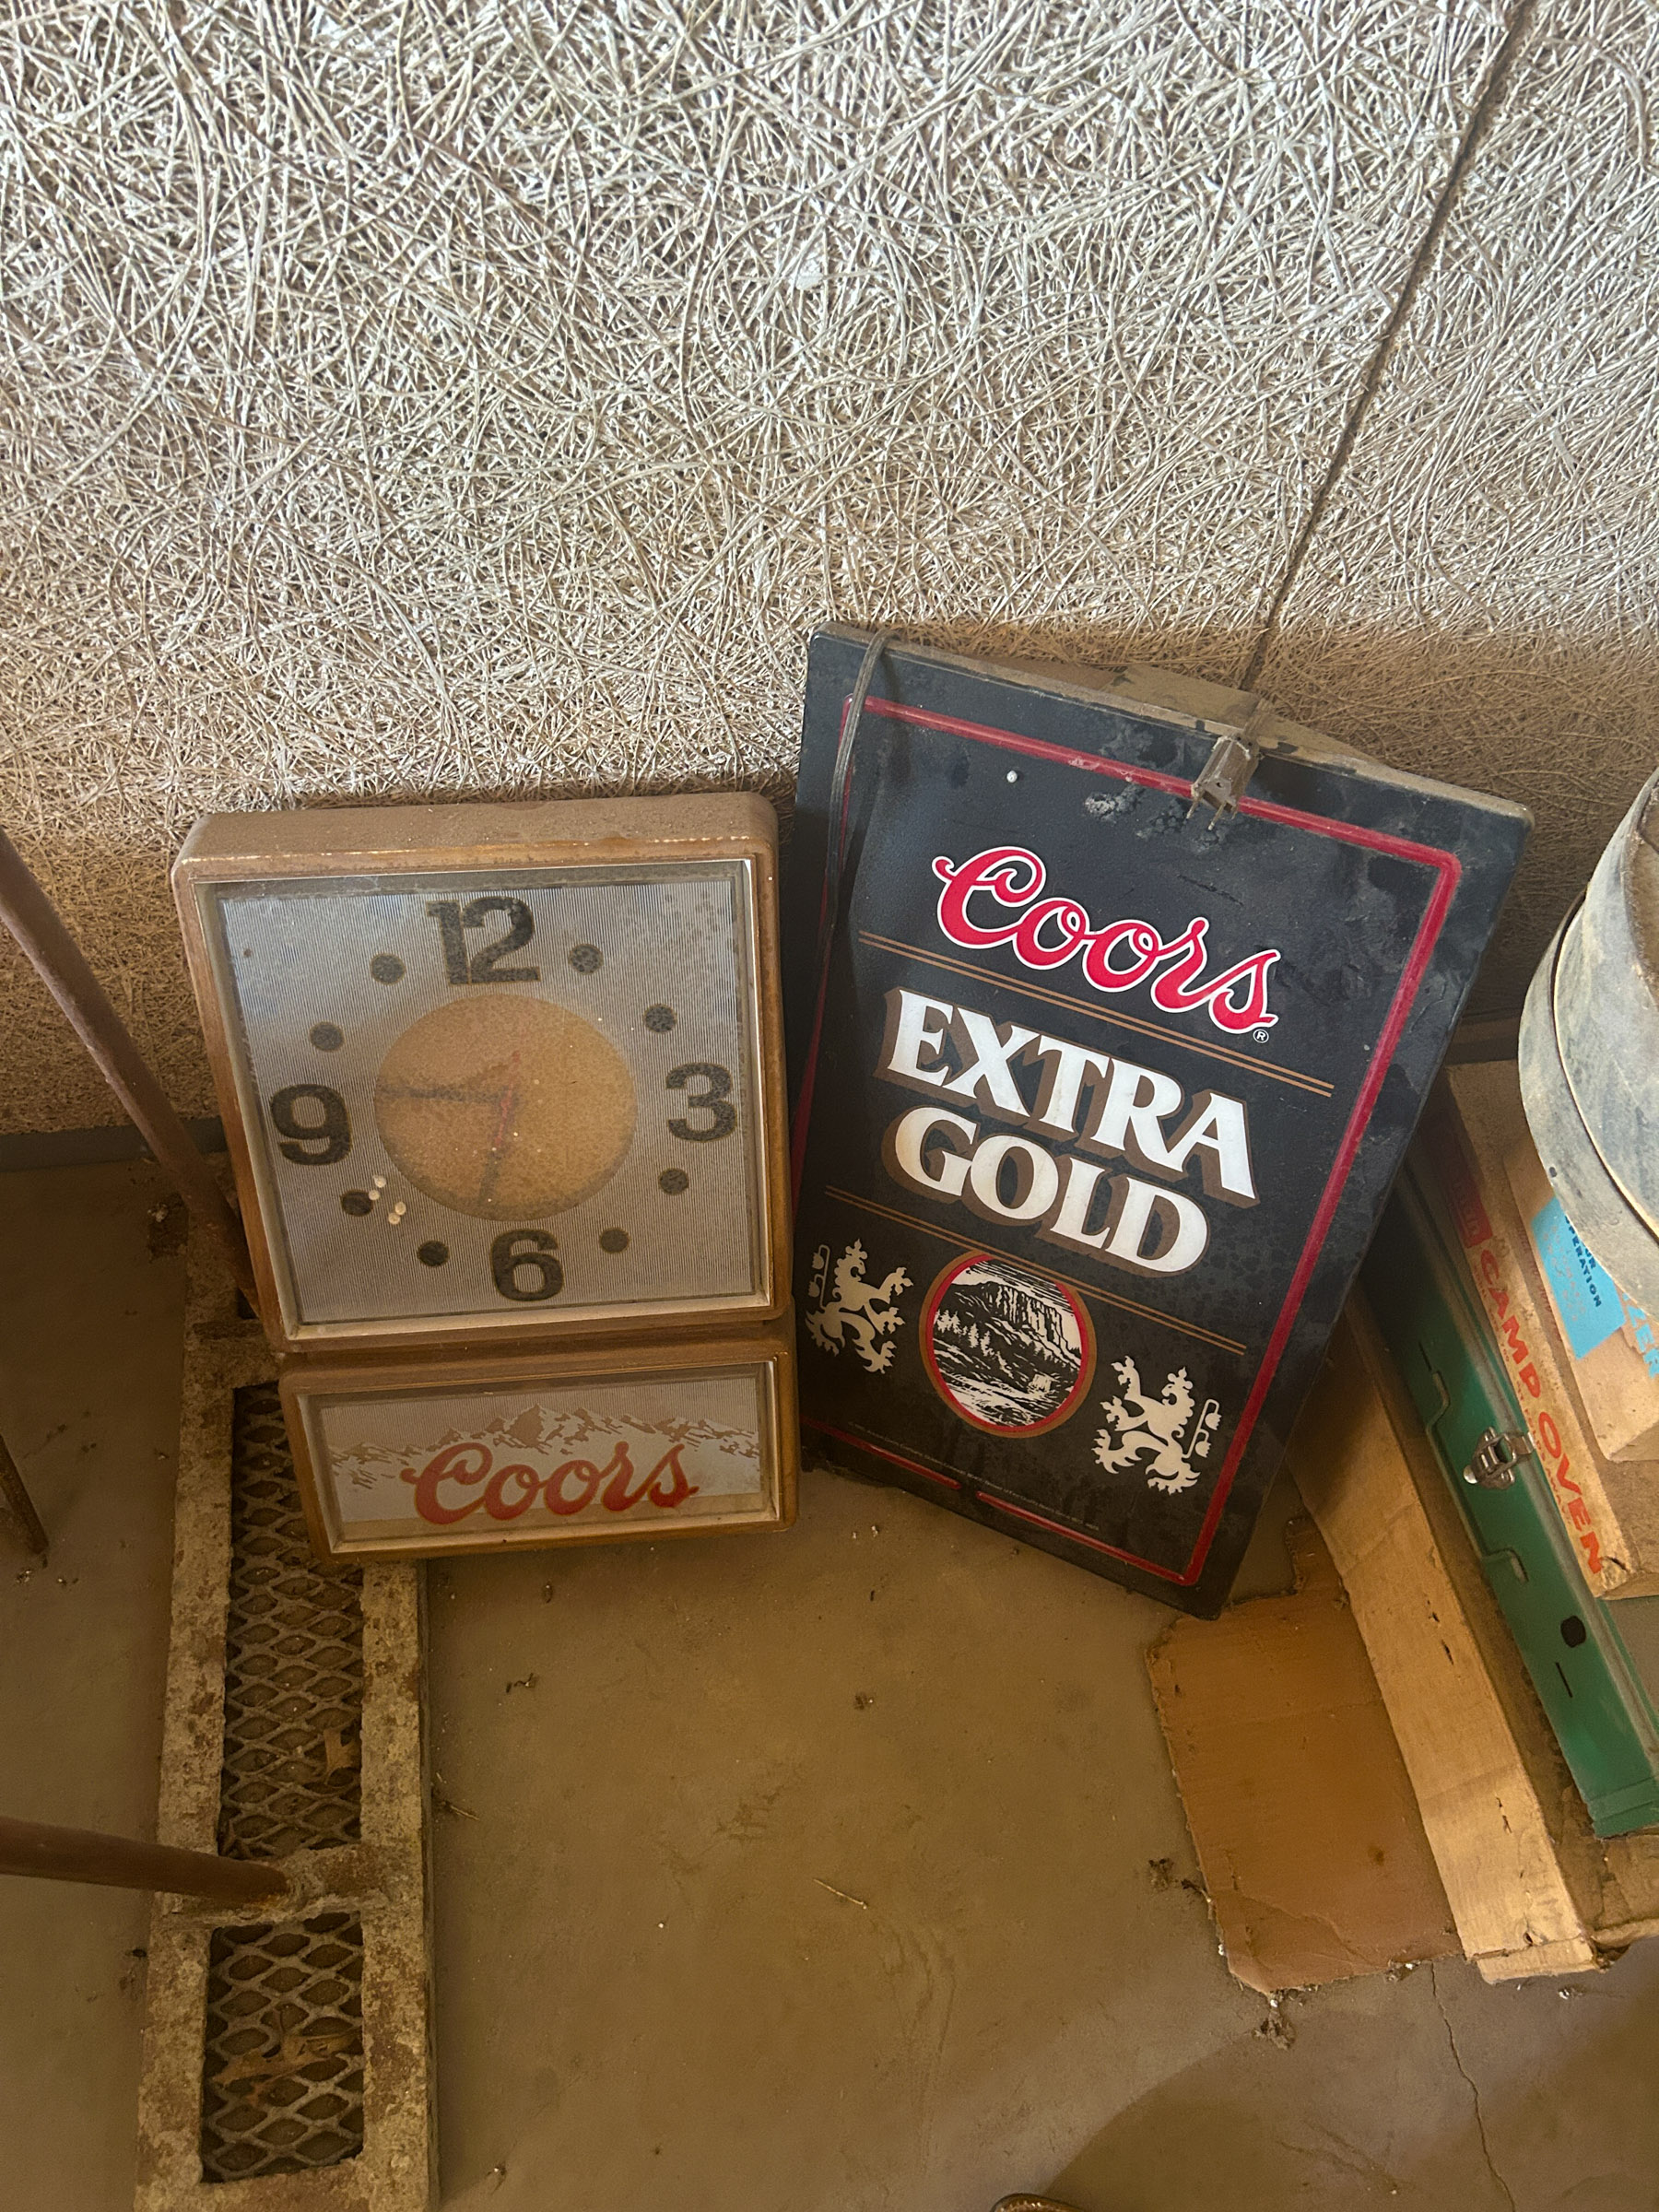 12
3
6
9
Coors
Coors®
EXTRA
GOLD
CAMP OVEN